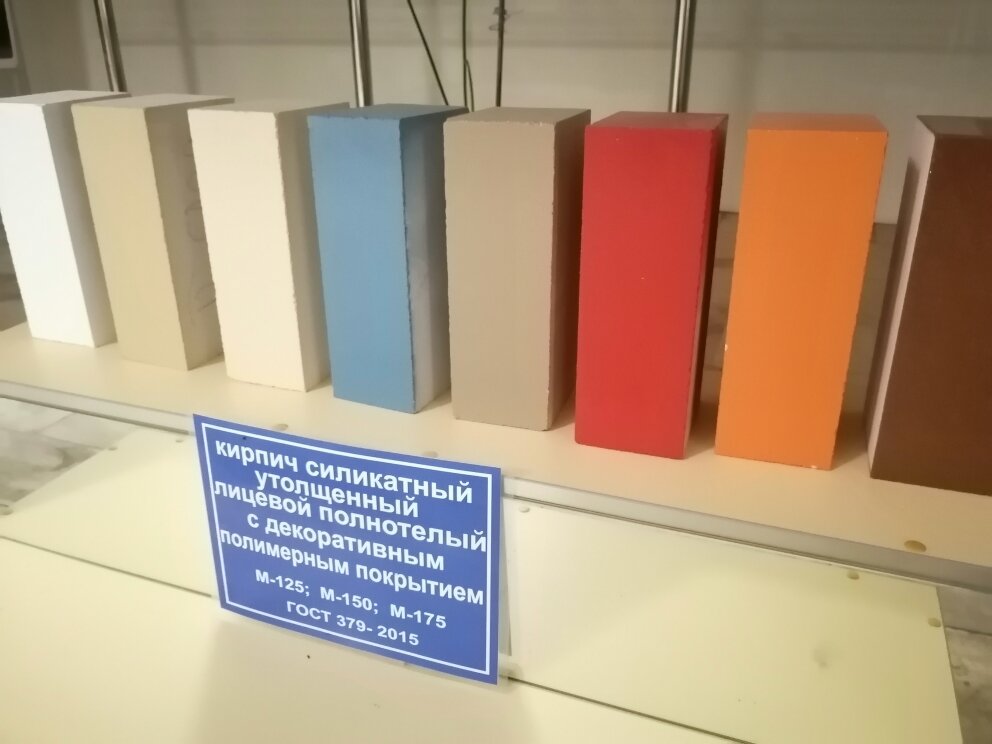 кирпич силикатный
утолщенный
лицевой полнотелый
с декоративным
полимерным покрытием
М-125; М-150; М-175
ГОСТ 379- 2015